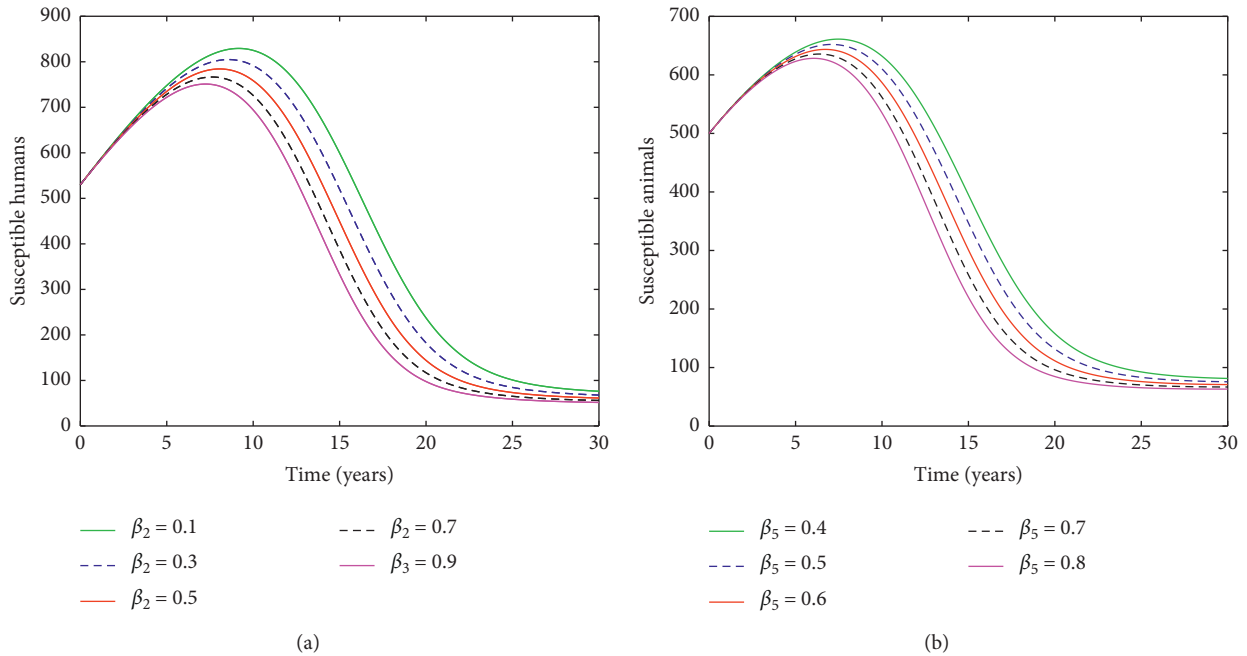 900
800
700
600
500
400
300
200
100
0
Susceptible humans
0 5 10 15 20 25 30
Time (years)
β₂ = 0.1
β₂ = 0.3
β₂ = 0.5
β₂ = 0.7
β₃ = 0.9
(a)
700
600
500
400
300
200
100
0
Susceptible animals
0 5 10 15 20 25 30
Time (years)
β₅ = 0.4
β₅ = 0.5
β₅ = 0.6
β₅ = 0.7
β₅ = 0.8
(b)